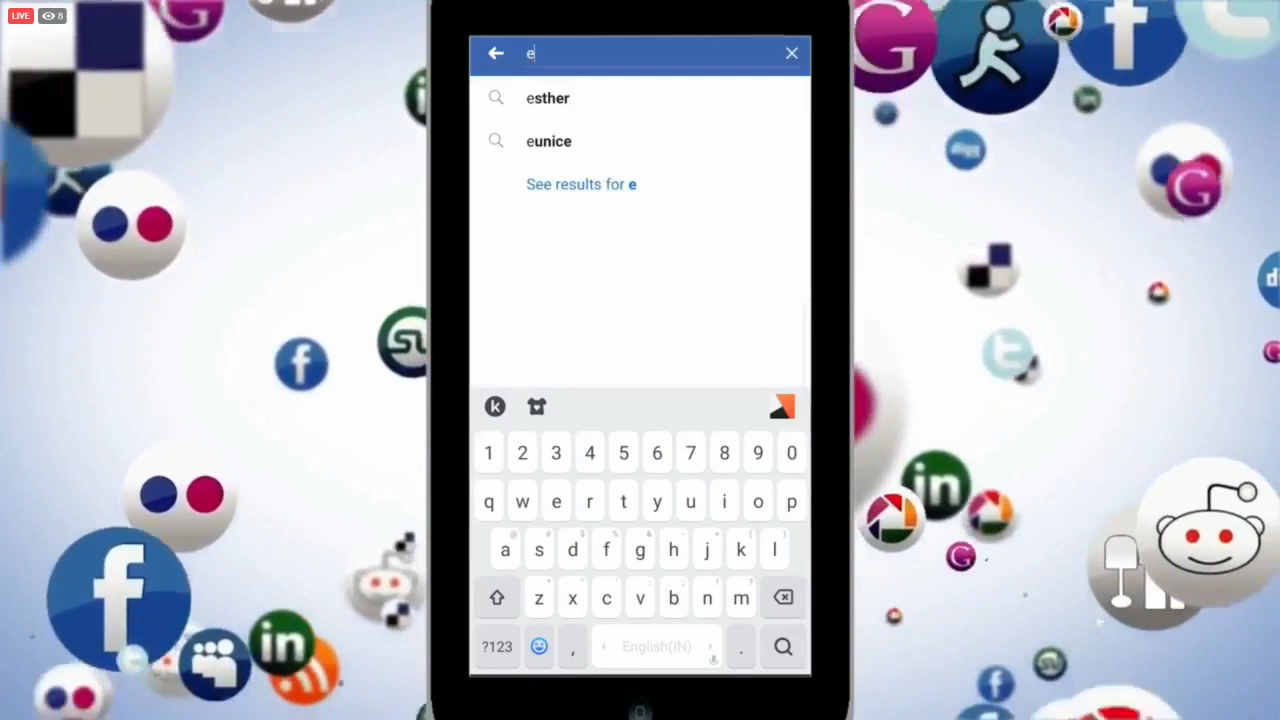 LIVE 8
e
esther
eunice
See results for e
1 2 3 4 5 6 7 8 9 0
q w e r t y u i o p
a s d f g h j k l
z x c v b n m
?123 , English(IN) .